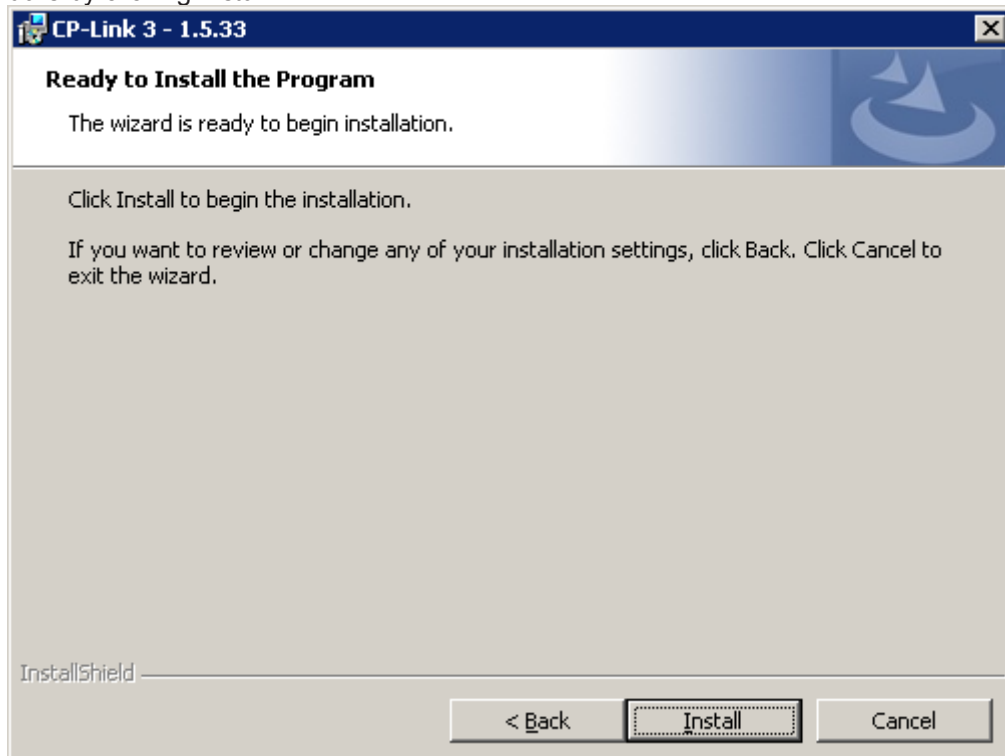 CP-Link 3 - 1.5.33
Ready to Install the Program
The wizard is ready to begin installation.
Click Install to begin the installation.
If you want to review or change any of your installation settings, click Back. Click Cancel to
exit the wizard.
InstallShield
< Back Install Cancel